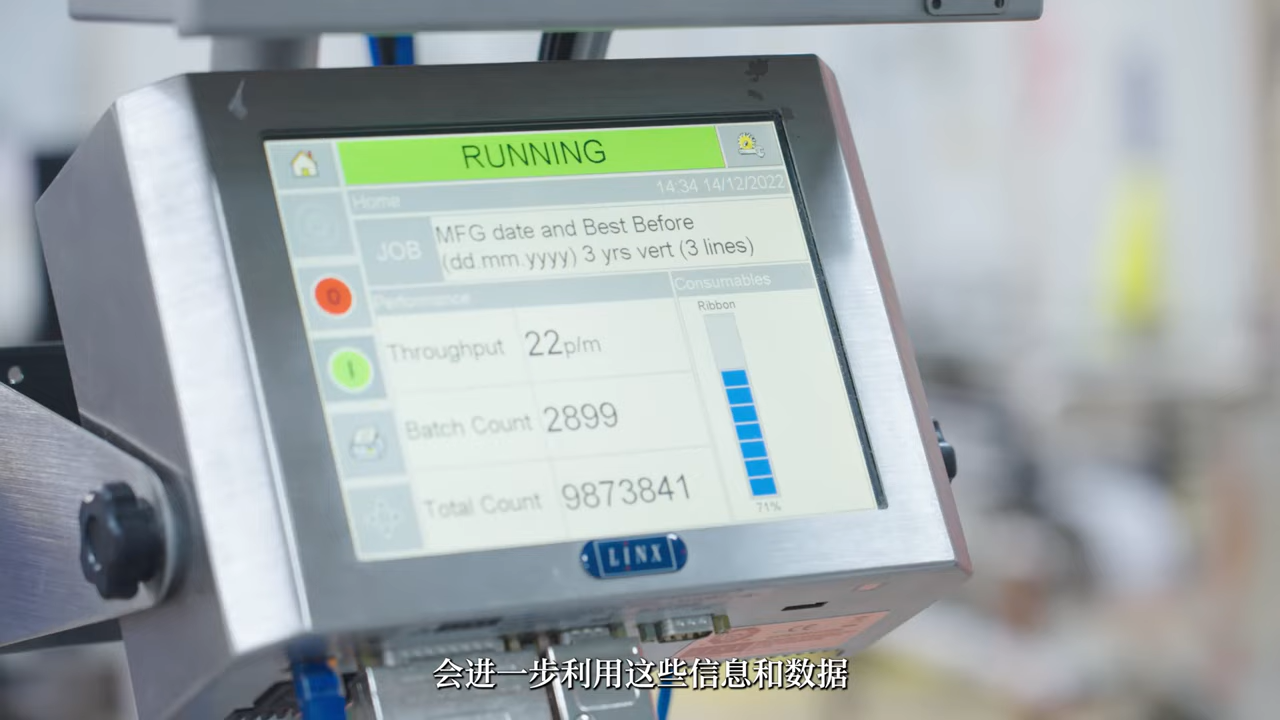 RUNNING
14:34 14/12/2022
Home
JOB
MFG date and Best Before
(dd.mm.yyyy) 3 yrs vert (3 lines)
Performance
Consumables
Ribbon
Throughput 22p/m
Batch Count 2899
Total Count 9873841
71%
LINX
会进一步利用这些信息和数据